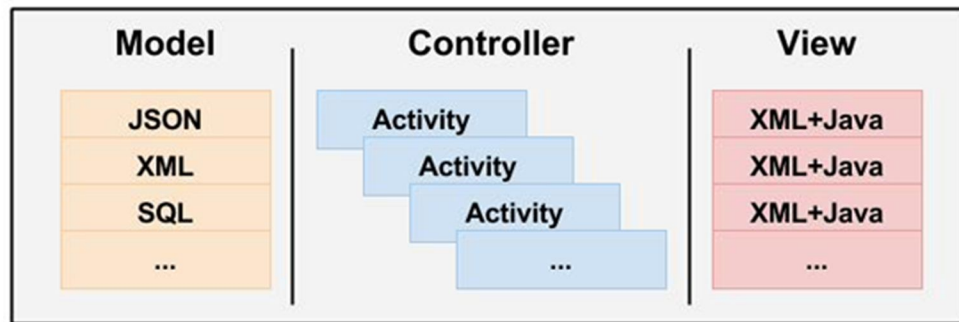 Model
Controller
View
JSON
XML
SQL
...
Activity
Activity
Activity
...
XML+Java
XML+Java
XML+Java
...